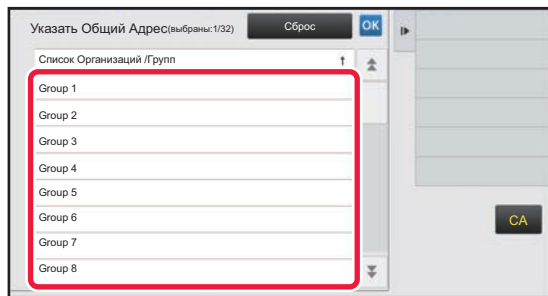 Указать Общий Адрес(выбраны:1/32) Сброс OK
Список Организаций /Групп
Group 1
Group 2
Group 3
Group 4
Group 5
Group 6
Group 7
Group 8
CA